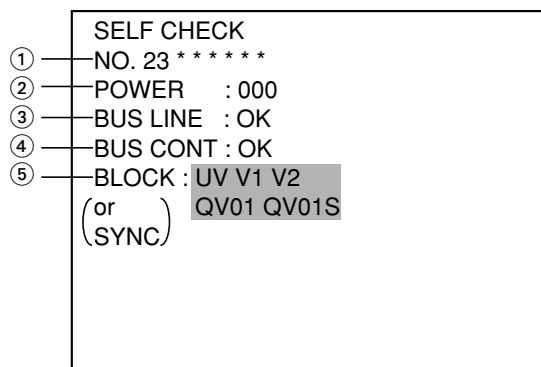 SELF CHECK
① NO. 23 * * * * * *
② POWER : 000
③ BUS LINE : OK
④ BUS CONT : OK
⑤ BLOCK : UV V1 V2
(or QV01 QV01S
SYNC)